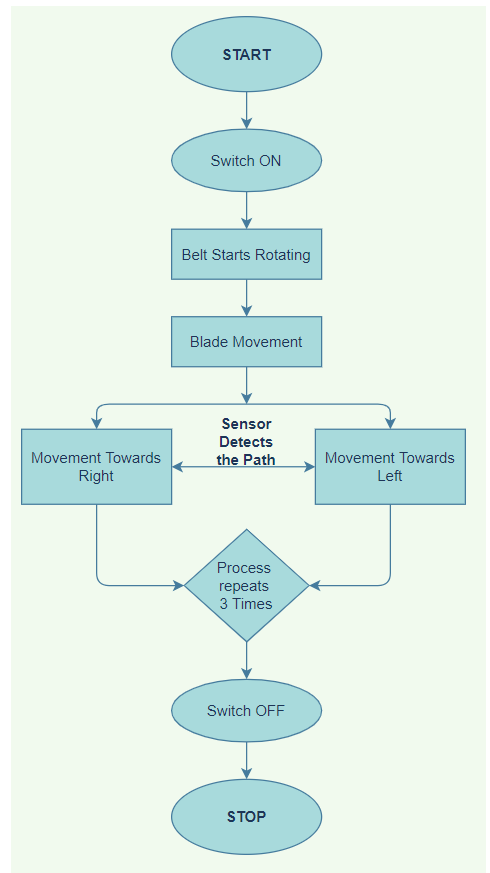 START
Switch ON
Belt Starts Rotating
Blade Movement
Sensor
Detects
the Path
Movement Towards
Right
Movement Towards
Left
Process
repeats
3 Times
Switch OFF
STOP